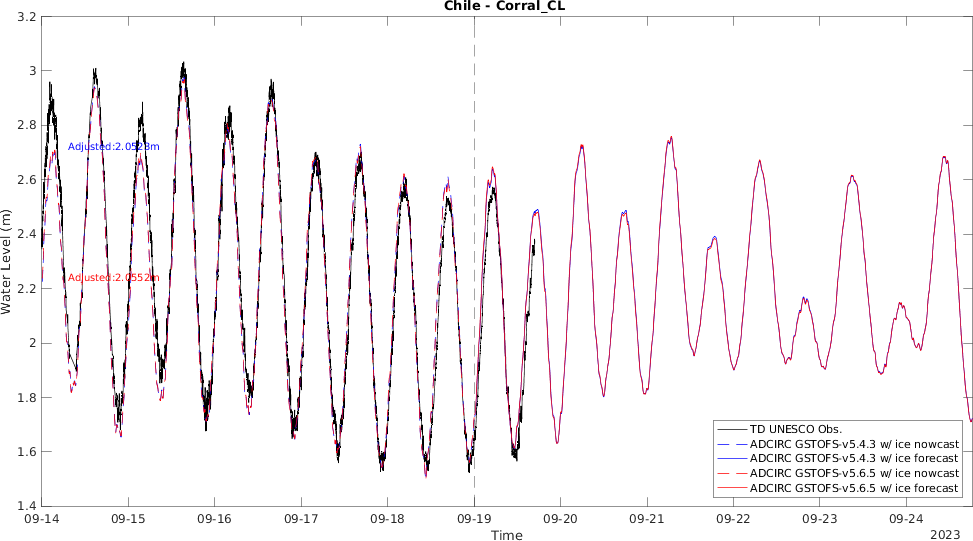 Chile - Corral_CL
3.2
3
2.8
2.6
2.4
2.2
2
1.8
1.6
1.4
Water Level (m)
Adjusted:2.0528m
Adjusted:2.0552m
TD UNESCO Obs.
ADCIRC GSTOFS-v5.4.3 w/ ice nowcast
ADCIRC GSTOFS-v5.4.3 w/ ice forecast
ADCIRC GSTOFS-v5.6.5 w/ ice nowcast
ADCIRC GSTOFS-v5.6.5 w/ ice forecast
09-14 09-15 09-16 09-17 09-18 09-19 09-20 09-21 09-22 09-23 09-24
Time
2023